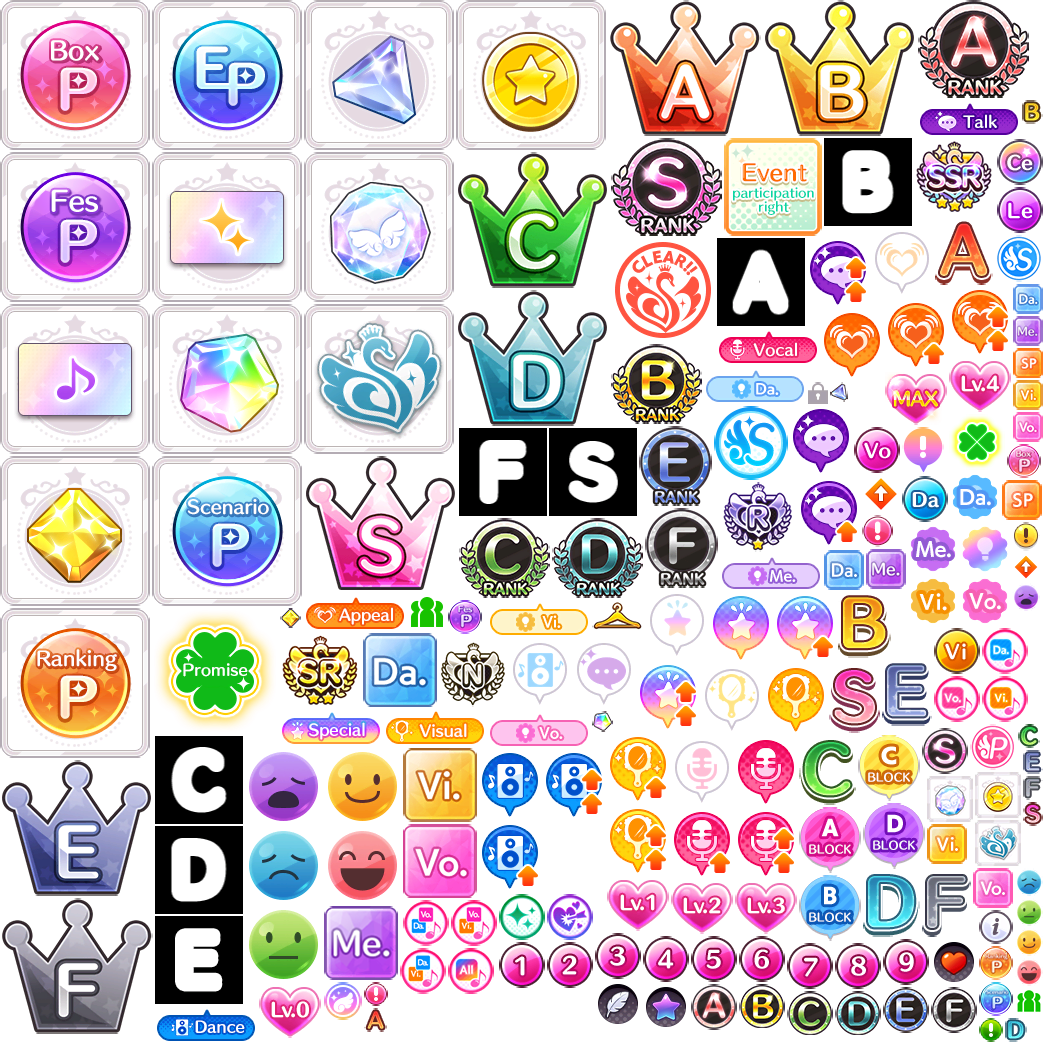 Box
P
EP
A
B
A
RANK
Talk
B
Fes
P
C
S
RANK
Event
participation
right
B
SSR
Ce
Le
CLEAR!!
A
A
S
Da.
Me.
SP
Vi.
Vo.
D
Vocal
B
RANK
Da.
MAX
Lv.4
Box
P
Scenario
P
S
F
S
E
RANK
S
Vo
R
Da
Da.
SP
C
RANK
D
RANK
F
RANK
Me.
Da.
Me.
Me.
Vi.
Vo.
Ranking
P
Promise
Appeal
Fes
P
Vi.
B
SR
Da.
N
Vi
Da.
Vo.
Vi.
S
E
Special
Visual
Vo.
E
C
Vi.
C
C
BLOCK
S
P
C
E
F
S
D
Vo.
A
BLOCK
D
BLOCK
Vi.
Lv.1
Lv.2
Lv.3
B
BLOCK
D
F
Vo.
F
E
Me.
Vo.
Da.
Vo.
Vi.
Da.
Vi.
All
1
2
3
4
5
6
7
8
9
i
Ranking
P
Lv.0
A
Dance
A
B
C
D
E
F
Scenario
P
D